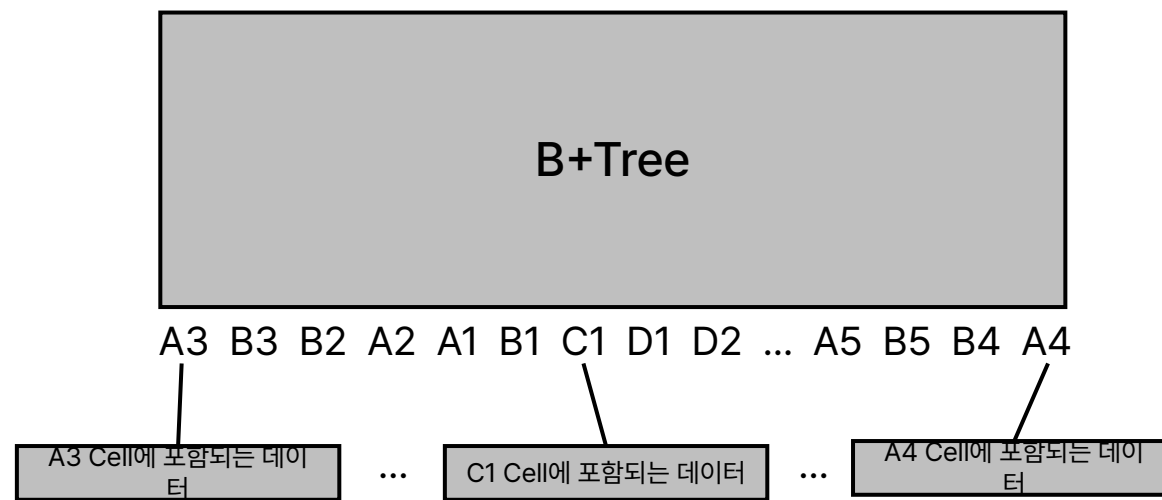 B+Tree
A3 B3 B2 A2 A1 B1 C1 D1 D2 ... A5 B5 B4 A4
A3 Cell에 포함되는 데이
터
...
C1 Cell에 포함되는 데이터
...
A4 Cell에 포함되는 데이
터